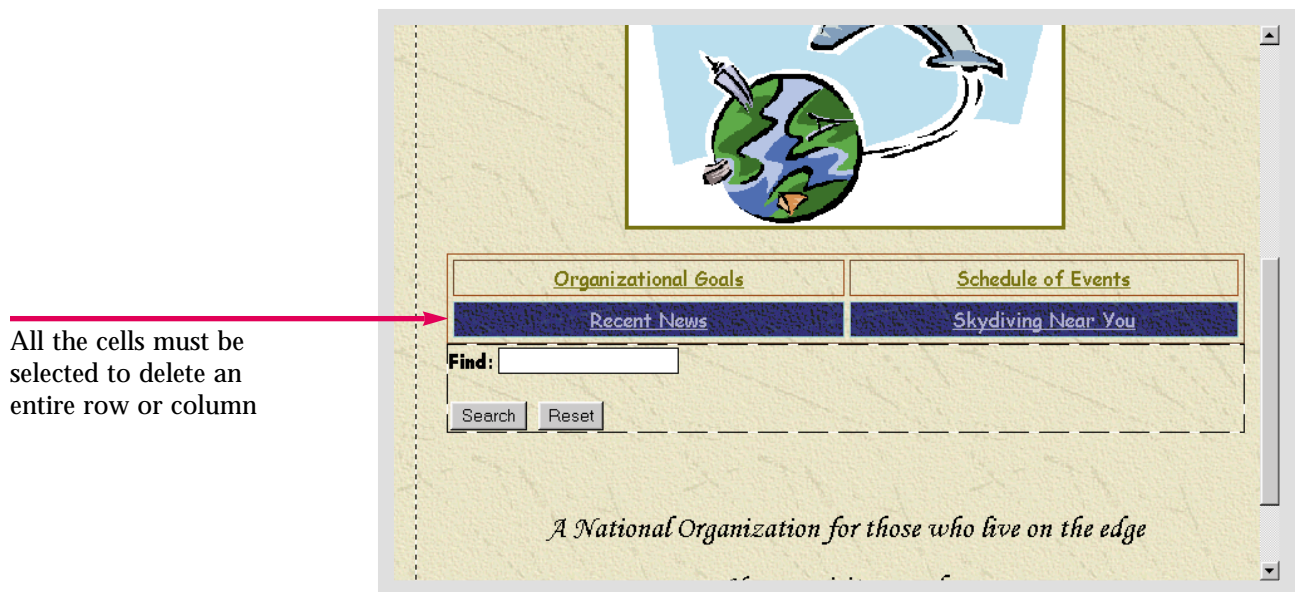 Organizational Goals
Schedule of Events
Recent News
Skydiving Near You
All the cells must be
selected to delete an
entire row or column
Find:
Search Reset
A National Organization for those who live on the edge